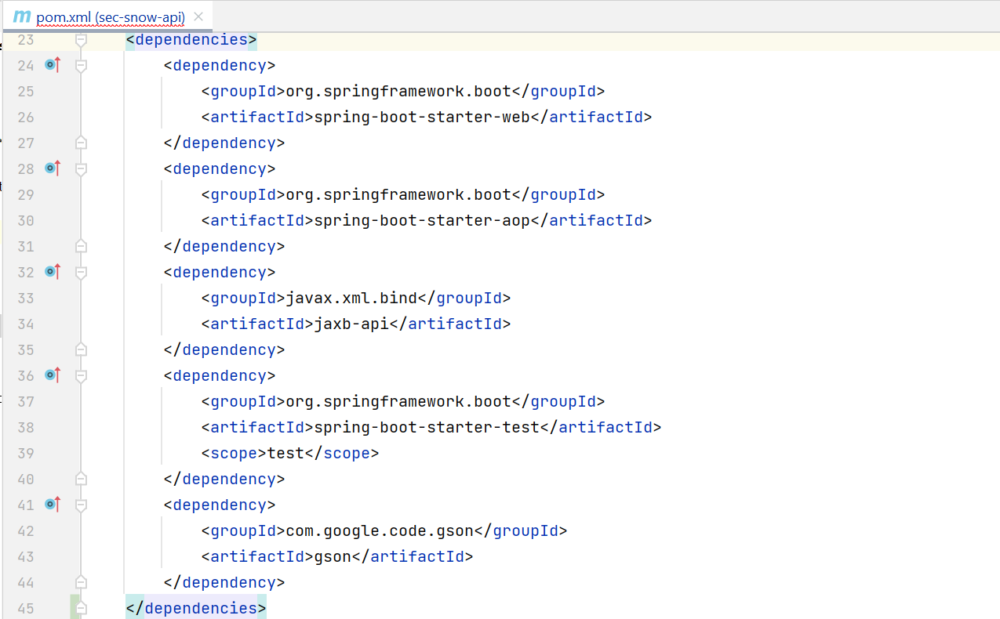 m pom.xml (sec-snow-api) ×
23 <dependencies>
24 <dependency>
25 <groupId>org.springframework.boot</groupId>
26 <artifactId>spring-boot-starter-web</artifactId>
27 </dependency>
28 <dependency>
29 <groupId>org.springframework.boot</groupId>
30 <artifactId>spring-boot-starter-aop</artifactId>
31 </dependency>
32 <dependency>
33 <groupId>javax.xml.bind</groupId>
34 <artifactId>jaxb-api</artifactId>
35 </dependency>
36 <dependency>
37 <groupId>org.springframework.boot</groupId>
38 <artifactId>spring-boot-starter-test</artifactId>
39 <scope>test</scope>
40 </dependency>
41 <dependency>
42 <groupId>com.google.code.gson</groupId>
43 <artifactId>gson</artifactId>
44 </dependency>
45 </dependencies>